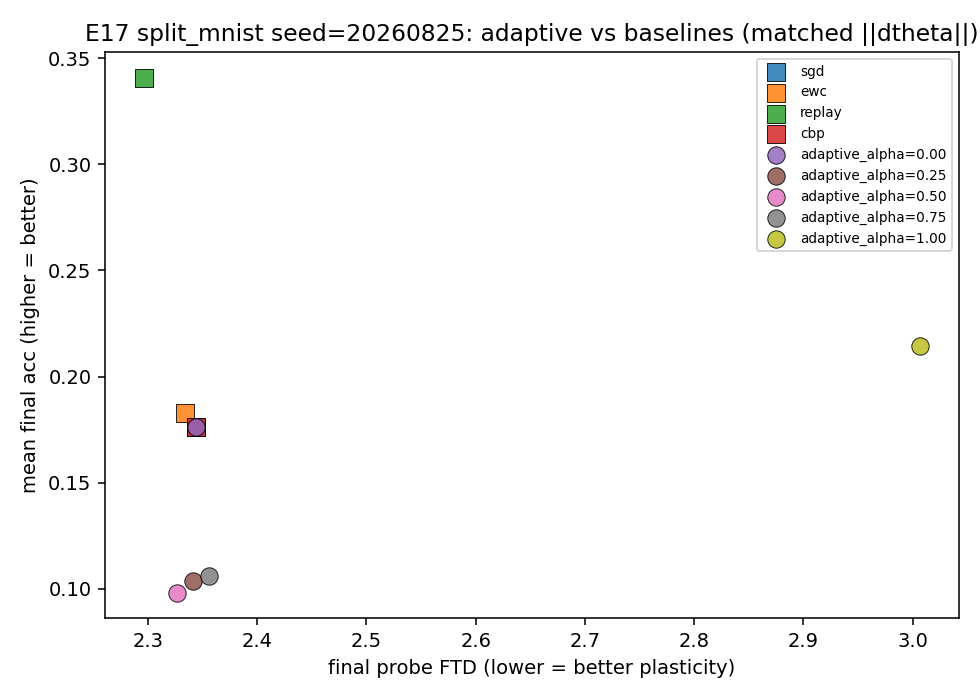 E17 split_mnist seed=20260825: adaptive vs baselines (matched ||dtheta||)
mean final acc (higher = better)
0.35
0.30
0.25
0.20
0.15
0.10
sgd
ewc
replay
cbp
adaptive_alpha=0.00
adaptive_alpha=0.25
adaptive_alpha=0.50
adaptive_alpha=0.75
adaptive_alpha=1.00
2.3 2.4 2.5 2.6 2.7 2.8 2.9 3.0
final probe FTD (lower = better plasticity)